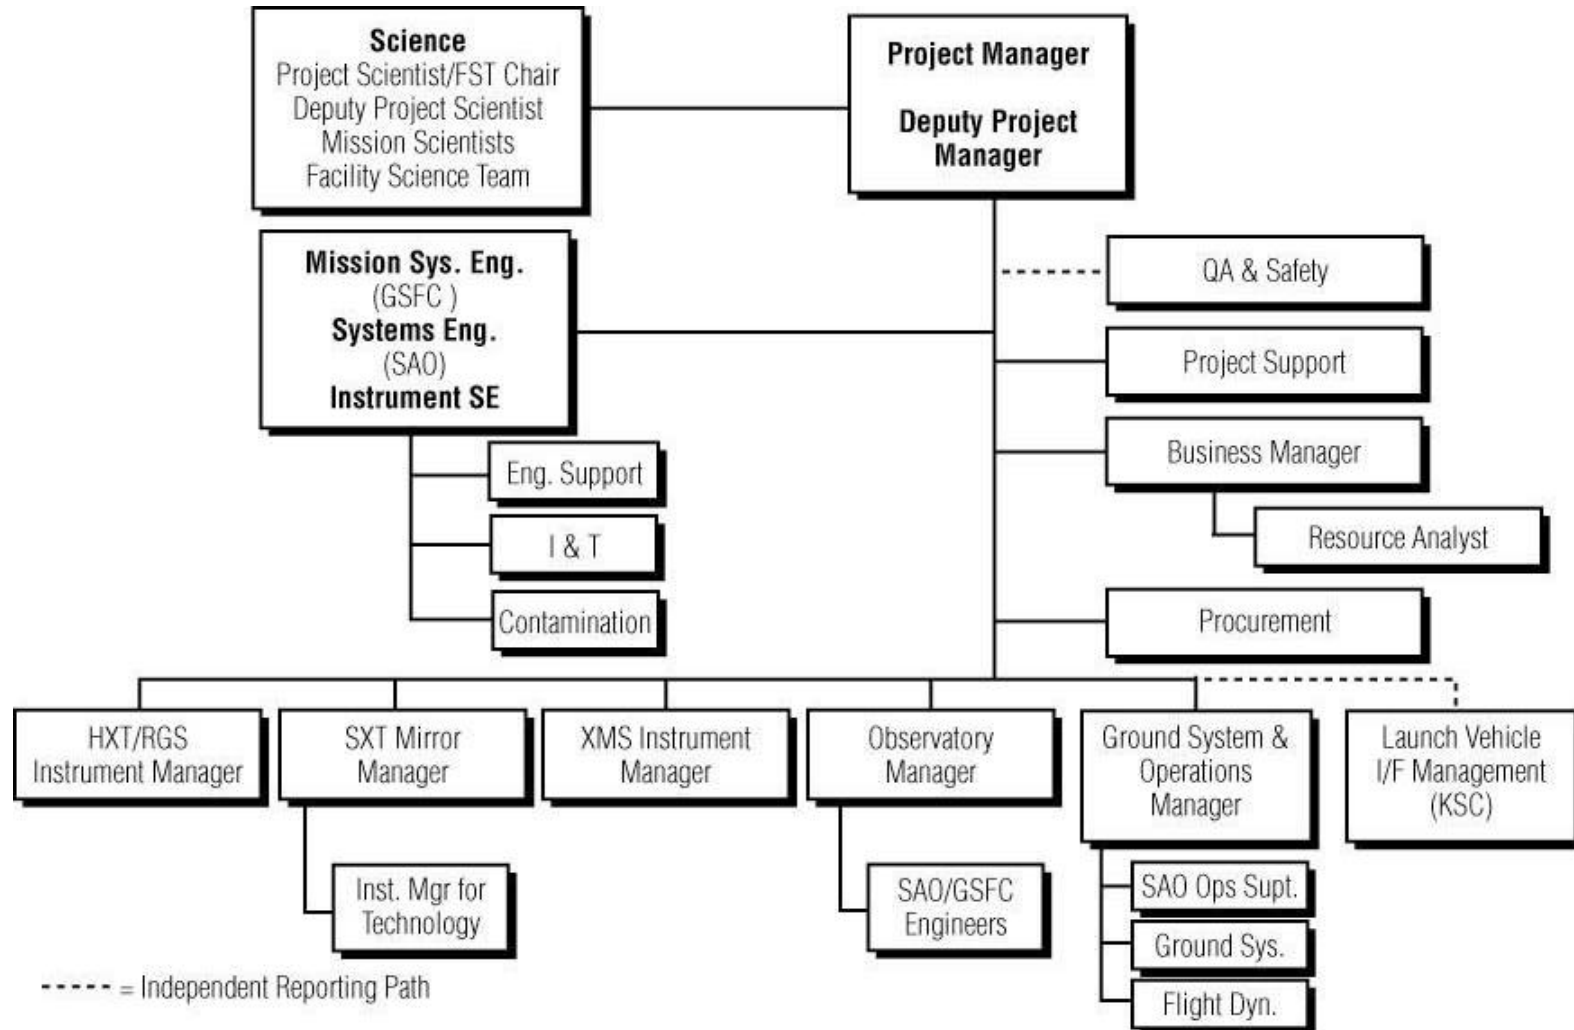 Science
Project Scientist/FST Chair
Deputy Project Scientist
Mission Scientists
Facility Science Team
Project Manager
Deputy Project
Manager
Mission Sys. Eng.
(GSFC )
Systems Eng.
(SAO)
Instrument SE
QA & Safety
Project Support
Business Manager
Resource Analyst
Procurement
Eng. Support
I & T
Contamination
HXT/RGS
Instrument Manager
SXT Mirror
Manager
XMS Instrument
Manager
Observatory
Manager
Ground System &
Operations
Manager
Launch Vehicle
I/F Management
(KSC)
Inst. Mgr for
Technology
SAO/GSFC
Engineers
SAO Ops Supt.
Ground Sys.
Flight Dyn.
= Independent Reporting Path